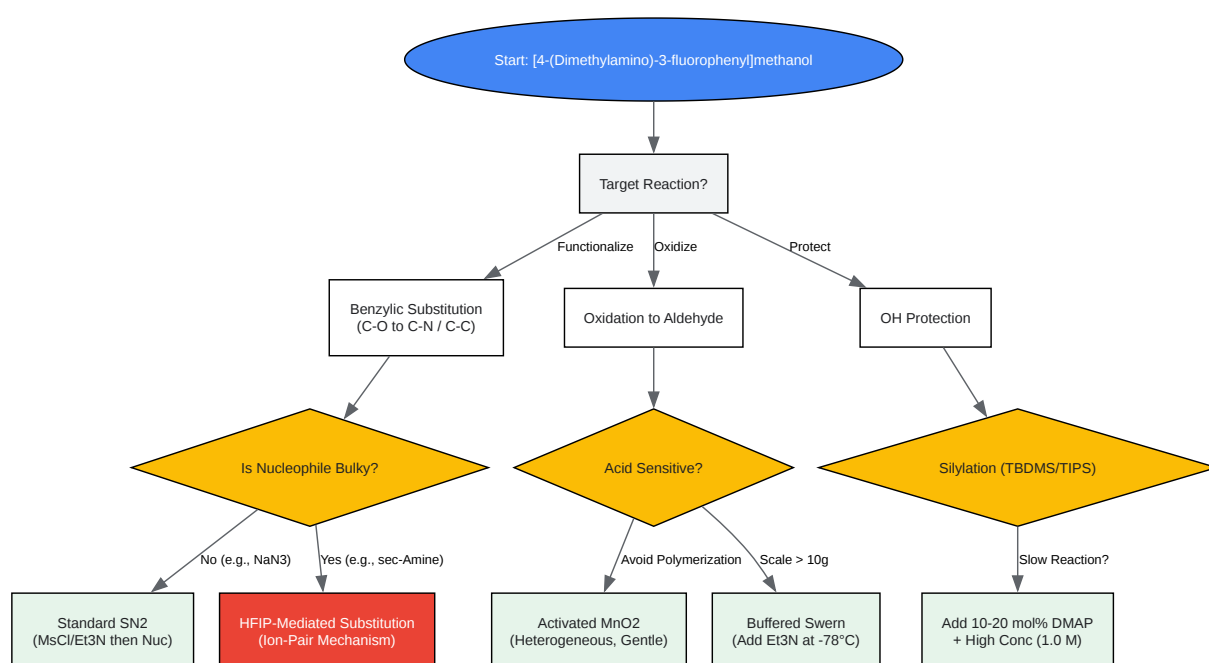 Start: [4-(Dimethylamino)-3-fluorophenyl]methanol
Target Reaction?
Functionalize
Oxidize
Protect
Benzylic Substitution
(C-O to C-N / C-C)
Oxidation to Aldehyde
OH Protection
Is Nucleophile Bulky?
Acid Sensitive?
Silylation (TBDMS/TIPS)
No (e.g., NaN3)
Yes (e.g., sec-Amine)
Avoid Polymerization
Scale > 10g
Slow Reaction?
Standard SN2
(MsCl/Et3N then Nuc)
HFIP-Mediated Substitution
(Ion-Pair Mechanism)
Activated MnO2
(Heterogeneous, Gentle)
Buffered Swern
(Add Et3N at -78°C)
Add 10-20 mol% DMAP
+ High Conc (1.0 M)